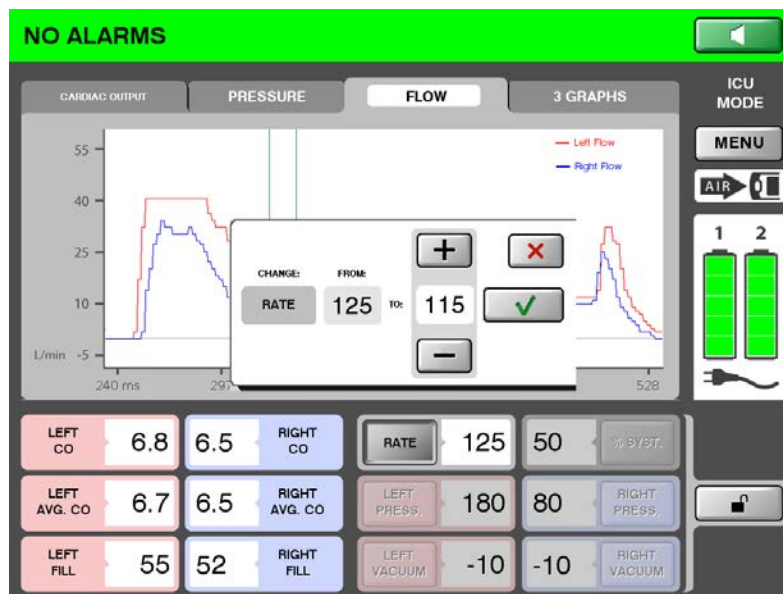 NO ALARMS
CARDIAC OUTPUT
PRESSURE
FLOW
3 GRAPHS
ICU
MODE
MENU
AIR
1 2
55
40
25
10
L/min -5
240 ms
297
528
Left Flow
Right Flow
CHANGE: FROM:
RATE 125 TO: 115
LEFT
CO
6.8
6.5
RIGHT
CO
RATE
125
50
% SYST.
LEFT
AVG. CO
6.7
6.5
RIGHT
AVG. CO
LEFT
PRESS.
180
80
RIGHT
PRESS.
LEFT
FILL
55
52
RIGHT
FILL
LEFT
VACUUM
-10
-10
RIGHT
VACUUM